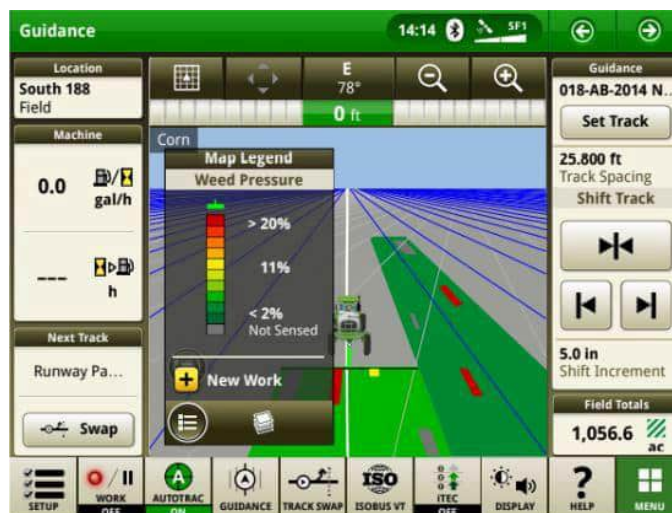 Guidance
14:14
SF1
Location
South 188
Field
Machine
0.0
gal/h
---
h
Next Track
Runway Pa...
Swap
E
78°
0 ft
Corn
Map Legend
Weed Pressure
> 20%
11%
< 2%
Not Sensed
New Work
Guidance
018-AB-2014 N..
Set Track
25.800 ft
Track Spacing
Shift Track
5.0 in
Shift Increment
Field Totals
1,056.6
ac
SETUP
WORK
OFF
A
AUTOTRAC
ON
GUIDANCE
TRACK SWAP
ISO
ISOBUS VT
iTEC
OFF
DISPLAY
?
HELP
MENU